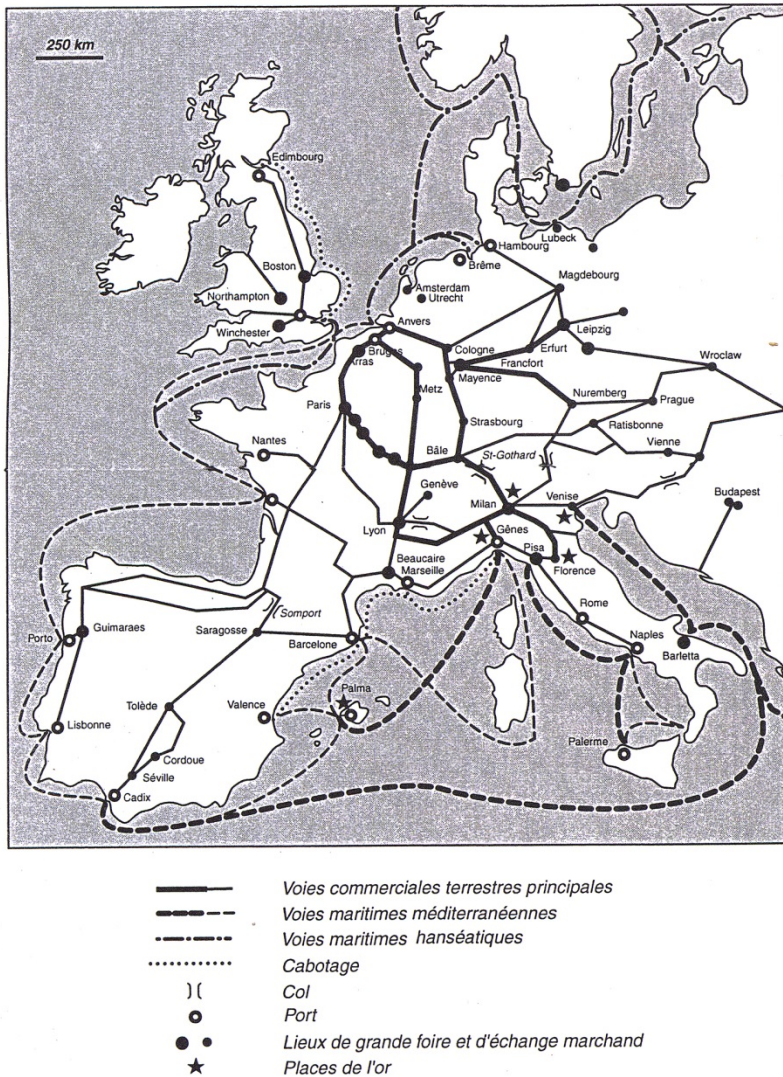 250 km
Edimbourg
Boston
Northampton
Winchester
Hambourg
Lubeck
Brême
Amsterdam
Utrecht
Magdebourg
Anvers
Bruges
Arras
Cologne
Erfurt
Leipzig
Francfort
Mayence
Wroclaw
Metz
Paris
Nuremberg
Prague
Strasbourg
Ratisbonne
Nantes
Bâle
St-Gothard
Vienne
Genève
Milan
Venise
Budapest
Lyon
Gênes
Pisa
Beaucaire
Marseille
Florence
Somport
Rome
Porto
Guimaraes
Saragosse
Barcelone
Naples
Barletta
Palma
Tolède
Valence
Lisbonne
Palerme
Cordoue
Séville
Cadix
Voies commerciales terrestres principales
Voies maritimes méditerranéennes
Voies maritimes hanséatiques
Cabotage
Col
Port
Lieux de grande foire et d'échange marchand
Places de l'or